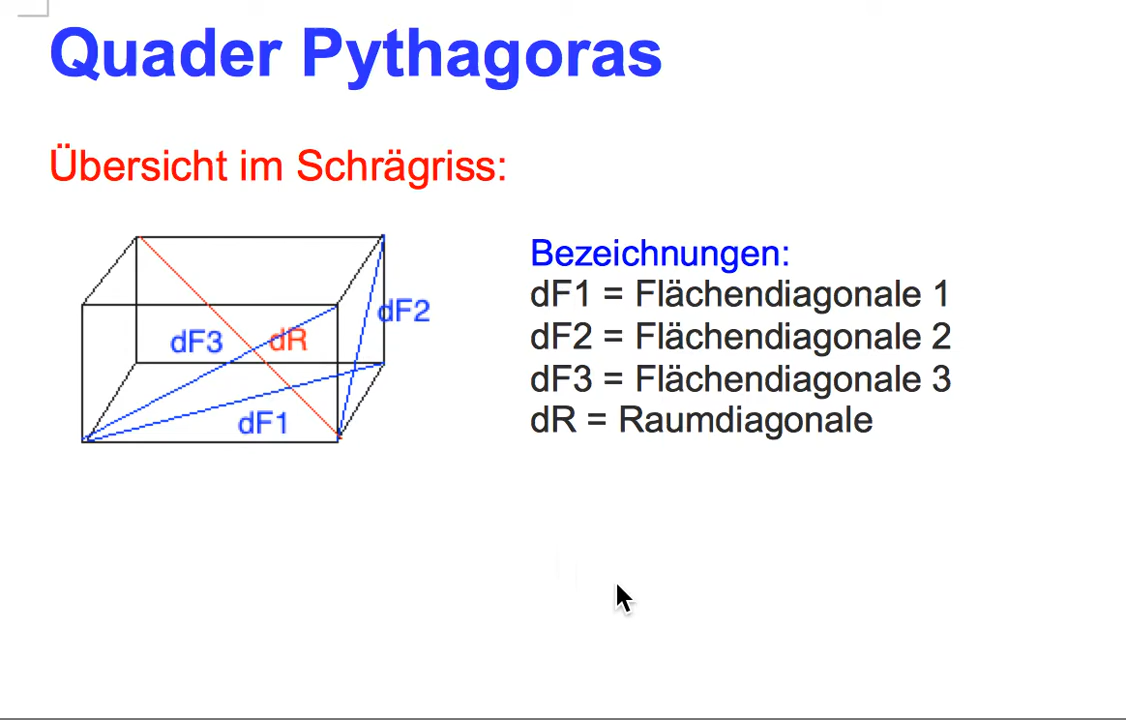 Quader Pythagoras
Übersicht im Schrägriss:
dF2
dF3
dR
dF1
Bezeichnungen:
dF1 = Flächendiagonale 1
dF2 = Flächendiagonale 2
dF3 = Flächendiagonale 3
dR = Raumdiagonale